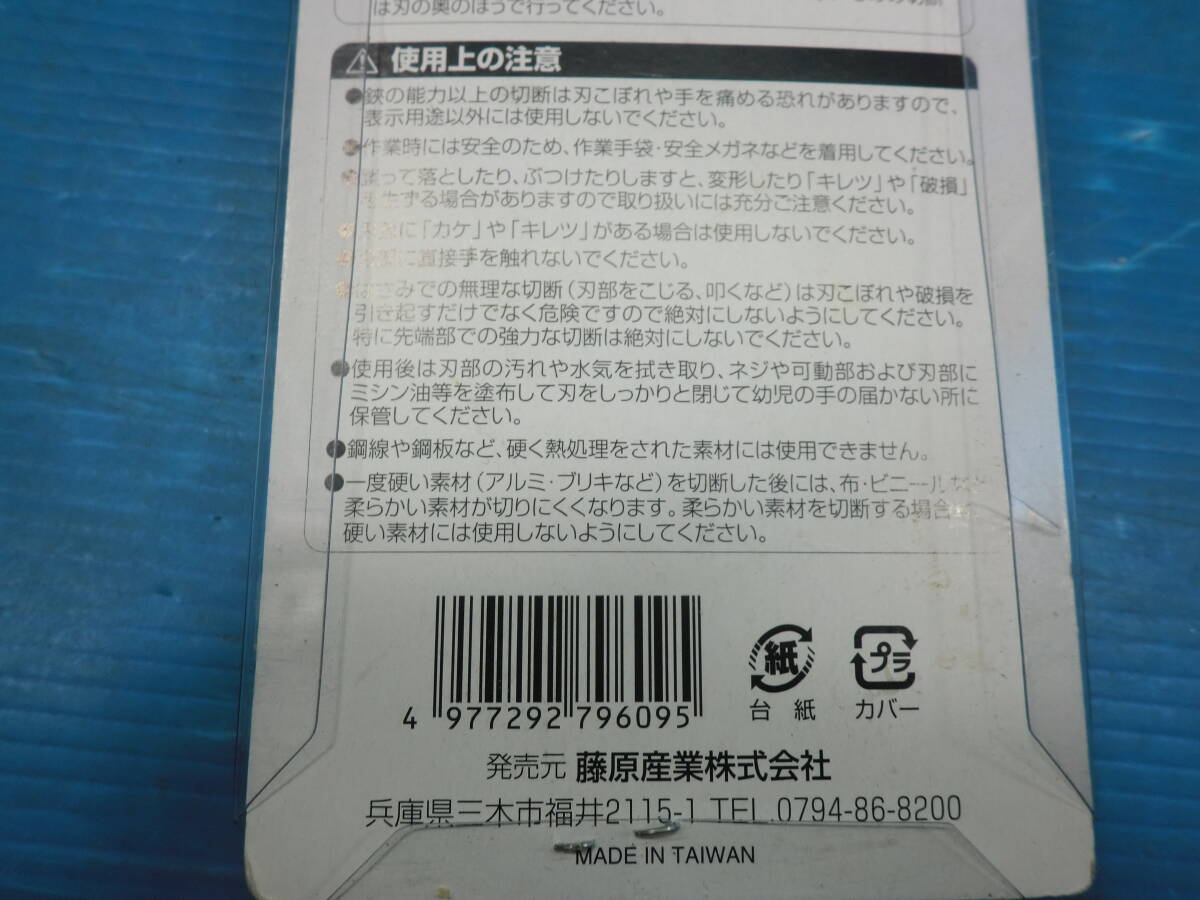 は刃の奥のほうで行ってください。
使用上の注意
●鋏の能力以上の切断は刃こぼれや手を痛める恐れがありますので、
表示用途以外には使用しないでください。
●作業時には安全のため、作業手袋・安全メガネなどを着用してください。
って落としたり、ぶつけたりしますと、変形したり「キレツ」や「破損」
を生ずる場合がありますので取り扱いには充分ご注意ください。
に「カケ」や「キレツ」がある場合は使用しないでください。
に直接手を触れないでください。
はさみでの無理な切断（刃部をこじる、叩くなど）は刃こぼれや破損を
引き起すだけでなく危険ですので絶対にしないようにしてください。
特に先端部での強力な切断は絶対にしないでください。
●使用後は刃部の汚れや水気を拭き取り、ネジや可動部および刃部に
ミシン油等を塗布して刃をしっかりと閉じて幼児の手の届かない所に
保管してください。
●鋼線や鋼板など、硬く熱処理をされた素材には使用できません。
●一度硬い素材（アルミ・ブリキなど）を切断した後には、布・ビニールなど
柔らかい素材が切りにくくなります。柔らかい素材を切断する場合
硬い素材には使用しないようにしてください。
4 977292 796095
紙 プラ
台紙 カバー
発売元 藤原産業株式会社
兵庫県三木市福井2115-1 TEL.0794-86-8200
MADE IN TAIWAN